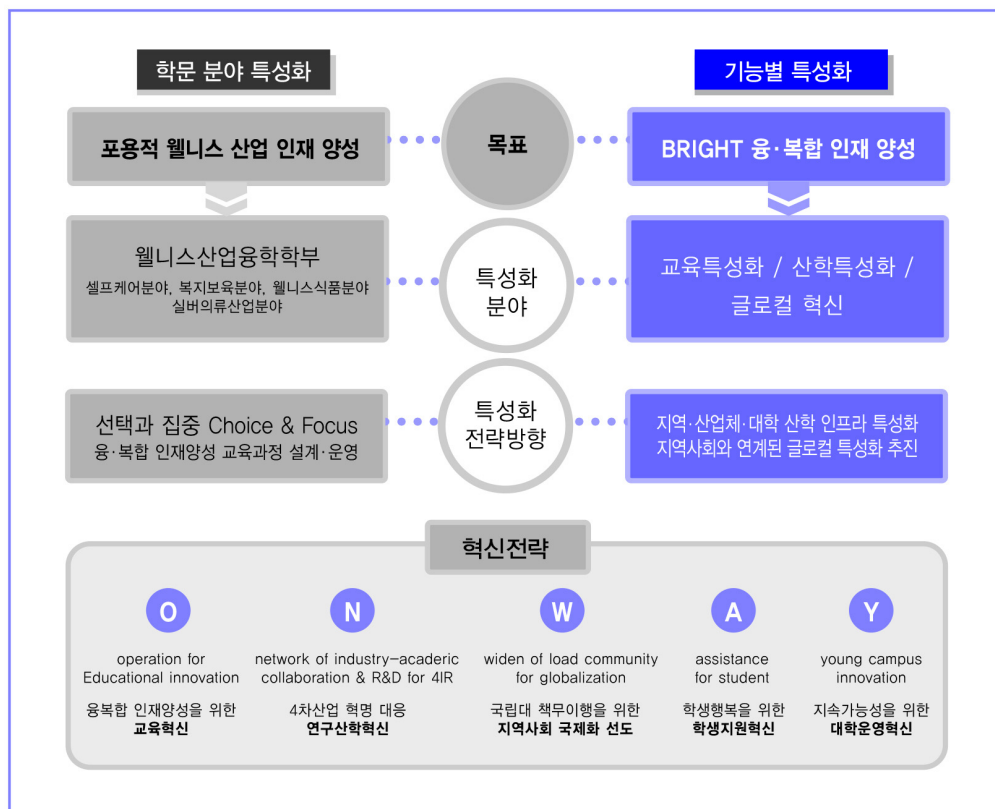 학문 분야 특성화
기능별 특성화
포용적 웰니스 산업 인재 양성
목표
BRIGHT 융·복합 인재 양성
웰니스산업융학학부
셀프케어분야, 복지보육분야, 웰니스식품분야
실버의류산업분야
특성화
분야
교육특성화 / 산학특성화 /
글로컬 혁신
선택과 집중 Choice & Focus
융·복합 인재양성 교육과정 설계·운영
특성화
전략방향
지역·산업체·대학 산학 인프라 특성화
지역사회와 연계된 글로컬 특성화 추진
혁신전략
O
operation for
Educational innovation
융복합 인재양성을 위한
교육혁신
N
network of industry-acaderic
collaboration & R&D for 4IR
4차산업 혁명 대응
연구산학혁신
W
widen of load community
for globalization
국립대 책무이행을 위한
지역사회 국제화 선도
A
assistance
for student
학생행복을 위한
학생지원혁신
Y
young campus
innovation
지속가능성을 위한
대학운영혁신